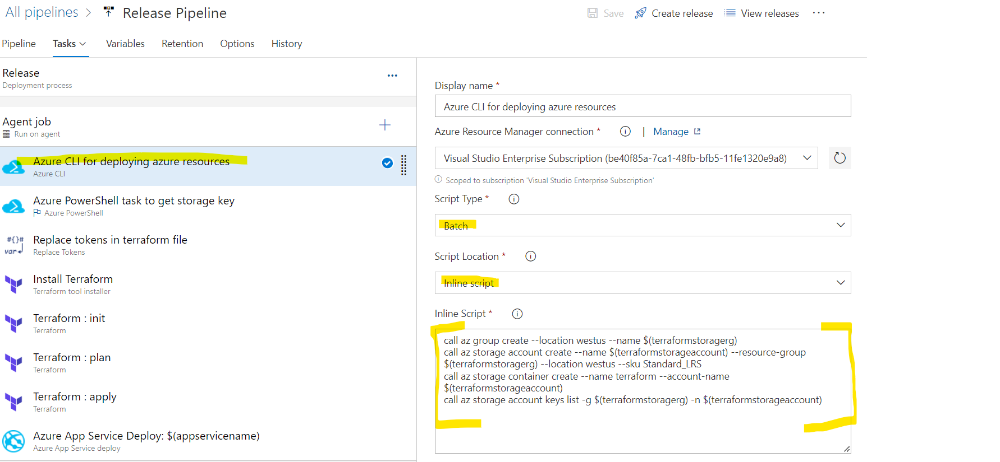 All pipelines > Release Pipeline
Save Create release View releases ...
Pipeline Tasks Variables Retention Options History
Release
Deployment process
Agent job
Run on agent
Azure CLI for deploying azure resources
Azure CLI
Azure PowerShell task to get storage key
Azure PowerShell
#{}#
var
Replace tokens in terraform file
Replace Tokens
Install Terraform
Terraform tool installer
Terraform : init
Terraform
Terraform : plan
Terraform
Terraform : apply
Terraform
Azure App Service Deploy: $(appservicename)
Azure App Service deploy
Display name *
Azure CLI for deploying azure resources
Azure Resource Manager connection * | Manage
Visual Studio Enterprise Subscription (be40f85a-7ca1-48fb-bfb5-11fe1320e9a8)
Scoped to subscription 'Visual Studio Enterprise Subscription'
Script Type *
Batch
Script Location *
Inline script
Inline Script *
call az group create --location westus --name $(terraformstoragerg)
call az storage account create --name $(terraformstorageaccount) --resource-group
$(terraformstoragerg) --location westus --sku Standard_LRS
call az storage container create --name terraform --account-name
$(terraformstorageaccount)
call az storage account keys list -g $(terraformstoragerg) -n $(terraformstorageaccount)